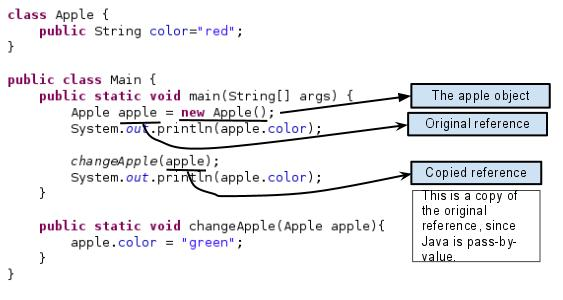 class Apple {
public String color="red";
}
public class Main {
public static void main(String[] args) {
Apple apple = new Apple();
System.out.println(apple.color);
changeApple(apple);
System.out.println(apple.color);
}
public static void changeApple(Apple apple){
apple.color = "green";
}
}
The apple object
Original reference
Copied reference
This is a copy of
the original
reference, since
Java is pass-by-
value.